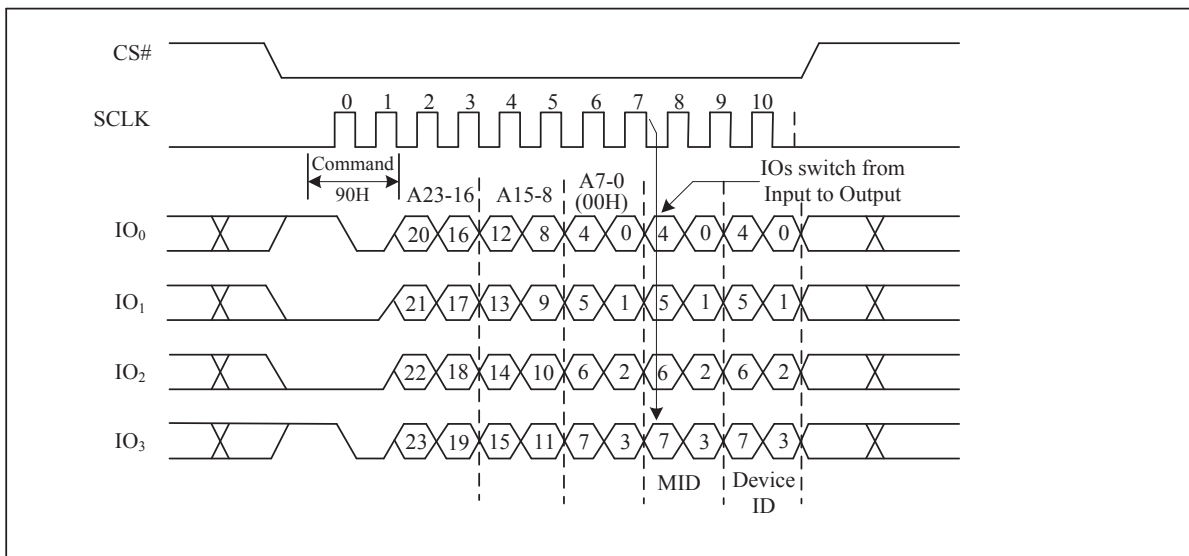 CS#
0 1 2 3 4 5 6 7 8 9 10
SCLK
Command
90H
A23-16 A15-8 A7-0
(00H)
IOs switch from
Input to Output
IO₀ 20 16 12 8 4 0 4 0 4 0
IO₁ 21 17 13 9 5 1 5 1 5 1
IO₂ 22 18 14 10 6 2 6 2 6 2
IO₃ 23 19 15 11 7 3 7 3 7 3
MID
Device
ID